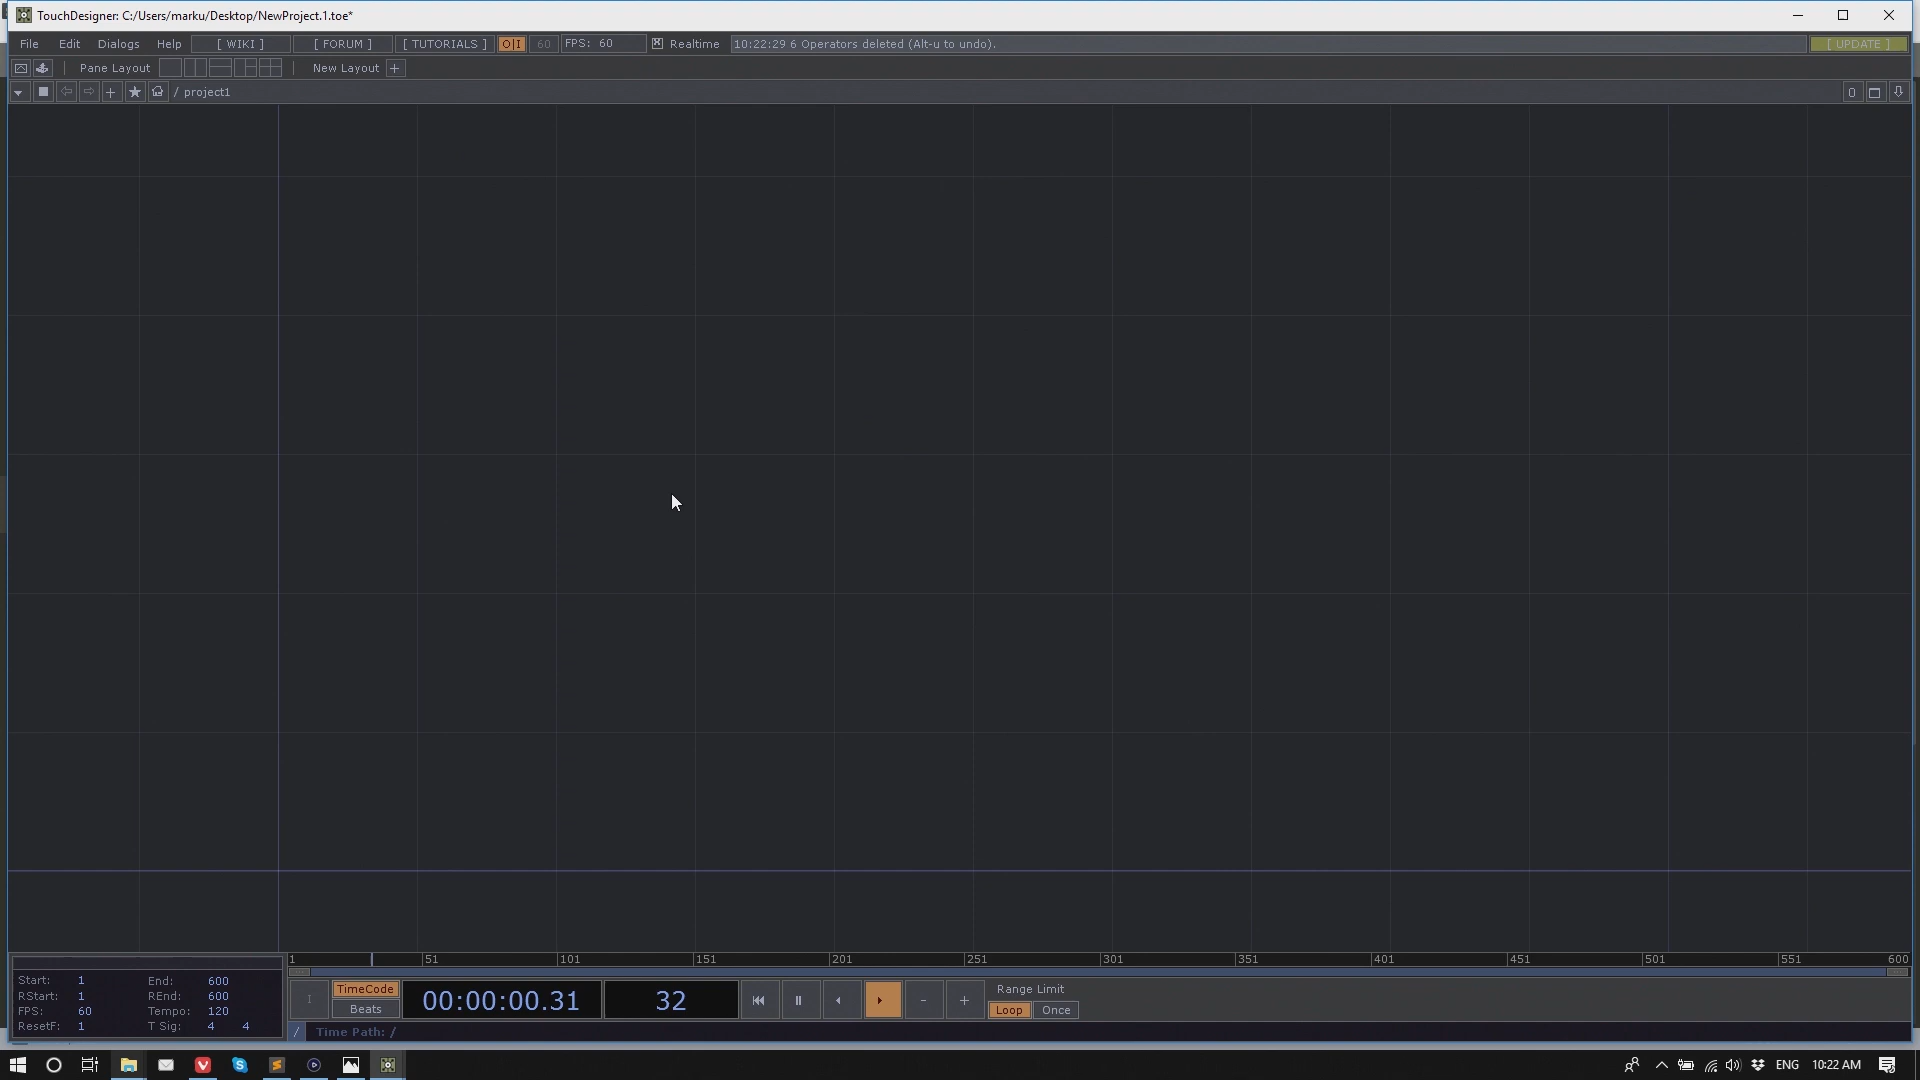 TouchDesigner: C:/Users/marku/Desktop/NewProject.1.toe*
File Edit Dialogs Help [ WIKI ] [ FORUM ] [ TUTORIALS ] O|I 60 FPS: 60 Realtime 10:22:29 6 Operators deleted (Alt-u to undo). [ UPDATE ]
Pane Layout New Layout +
+ / project1 0
1 51 101 151 201 251 301 351 401 451 501 551 600
Start: 1 End: 600
RStart: 1 REnd: 600
FPS: 60 Tempo: 120
ResetF: 1 T Sig: 4 4
I TimeCode Beats 00:00:00.31 32 - + Range Limit
Loop Once
/ Time Path: /
ENG 10:22 AM